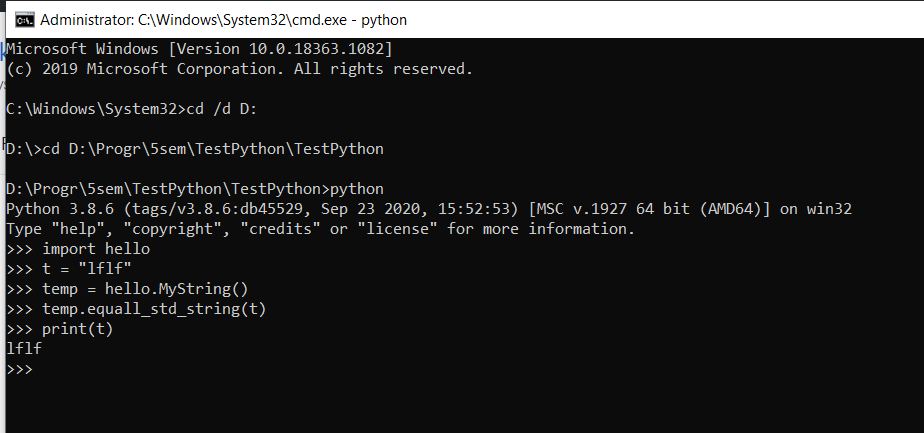 Administrator: C:\Windows\System32\cmd.exe - python
Microsoft Windows [Version 10.0.18363.1082]
(c) 2019 Microsoft Corporation. All rights reserved.
C:\Windows\System32>cd /d D:
D:\>cd D:\Progr\5sem\TestPython\TestPython
D:\Progr\5sem\TestPython\TestPython>python
Python 3.8.6 (tags/v3.8.6:db45529, Sep 23 2020, 15:52:53) [MSC v.1927 64 bit (AMD64)] on win32
Type "help", "copyright", "credits" or "license" for more information.
>>> import hello
>>> t = "lflf"
>>> temp = hello.MyString()
>>> temp.equall_std_string(t)
>>> print(t)
lflf
>>>